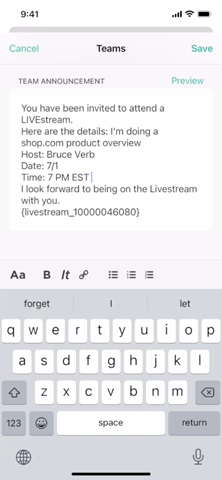 9:41
Cancel Teams Save
TEAM ANNOUNCEMENT Preview
You have been invited to attend a
LIVEstream.
Here are the details: I'm doing a
shop.com product overview
Host: Bruce Verb
Date: 7/1
Time: 7 PM EST
I look forward to being on the Livestream
with you.
{livestream_10000046080}
Aa B It
forget I let
q w e r t y u i o p
a s d f g h j k l
z x c v b n m
123 space return